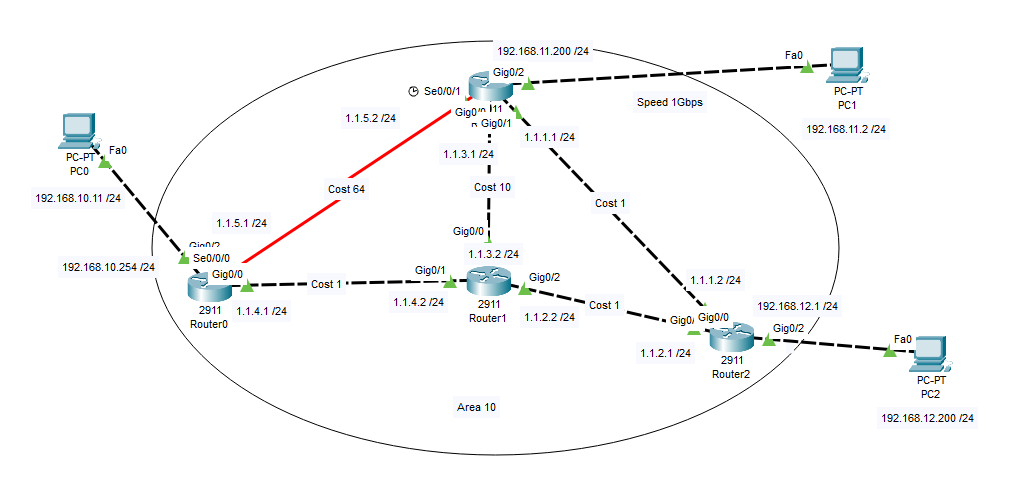 192.168.11.200 /24
Gig0/2
Se0/0/1
Gig0/
Gig0/1
1.1.5.2 /24
1.1.1.1 /24
1.1.3.1 /24
Speed 1Gbps
Fa0
PC-PT
PC1
192.168.11.2 /24
PC-PT
PC0
Fa0
192.168.10.11 /24
Cost 64
Cost 10
Cost 1
1.1.5.1 /24
Gig0/2
Se0/0/0
Gig0/0
192.168.10.254 /24
2911
Router0
1.1.4.1 /24
Cost 1
Gig0/0
1.1.3.2 /24
Gig0/1
Gig0/2
1.1.4.2 /24
2911
Router1
1.1.2.2 /24
Cost 1
1.1.1.2 /24
192.168.12.1 /24
Gig0/
Gig0/0
Gig0/2
1.1.2.1 /24
2911
Router2
Fa0
PC-PT
PC2
192.168.12.200 /24
Area 10